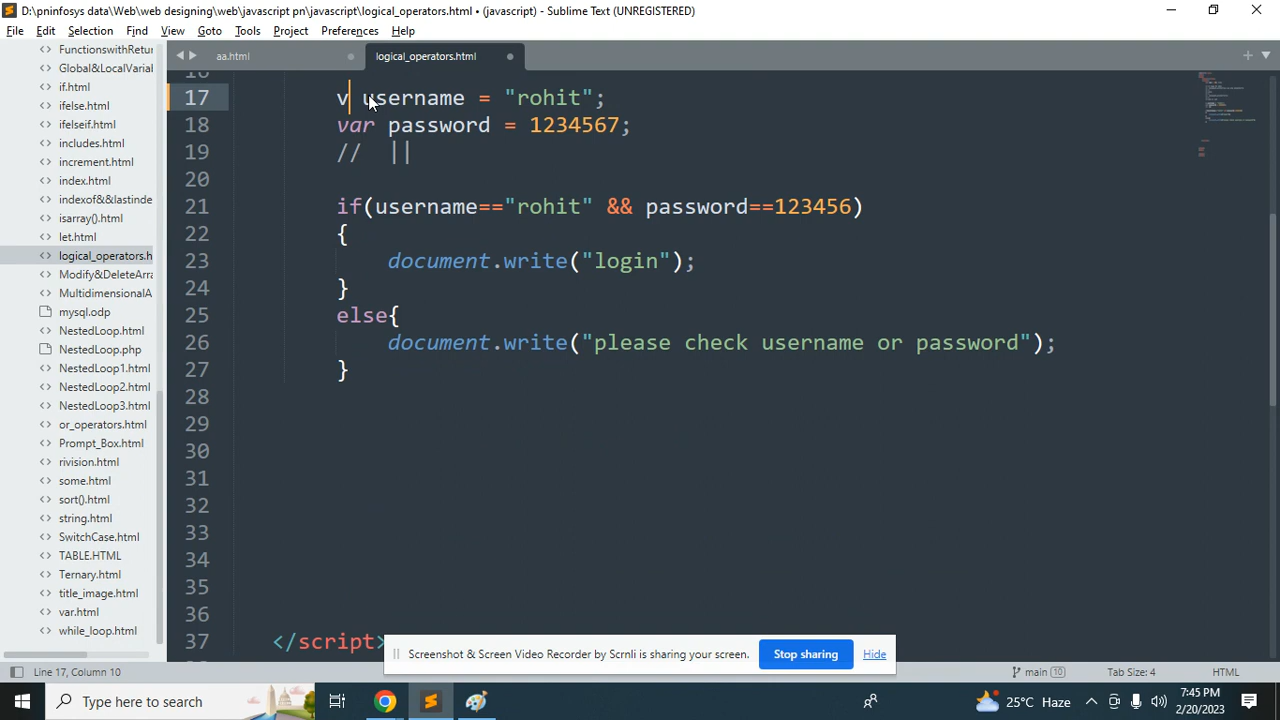 D:\pninfosys data\Web\web designing\web\javascript pn\javascript\logical_operators.html • (javascript) - Sublime Text (UNREGISTERED)
File Edit Selection Find View Goto Tools Project Preferences Help
aa.html logical_operators.html
FunctionswithRetur
Global&LocalVariab
if.html
ifelse.html
ifelseif.html
includes.html
increment.html
index.html
indexof&&lastinde
isarray().html
let.html
logical_operators.h
Modify&DeleteArra
MultidimensionalA
mysql.odp
NestedLoop.html
NestedLoop.php
NestedLoop1.html
NestedLoop2.html
NestedLoop3.html
or_operators.html
Prompt_Box.html
rivision.html
some.html
sort().html
string.html
SwitchCase.html
TABLE.HTML
Ternary.html
title_image.html
var.html
while_loop.html
16
17 v username = "rohit";
18 var password = 1234567;
19 // ||
20
21 if(username=="rohit" && password==123456)
22 {
23 document.write("login");
24 }
25 else{
26 document.write("please check username or password");
27 }
28
29
30
31
32
33
34
35
36
37 </script>
Screenshot & Screen Video Recorder by Scrnli is sharing your screen. Stop sharing Hide
Line 17, Column 10 main 10 Tab Size: 4 HTML
Type here to search 25°C Haze 7:45 PM
2/20/2023